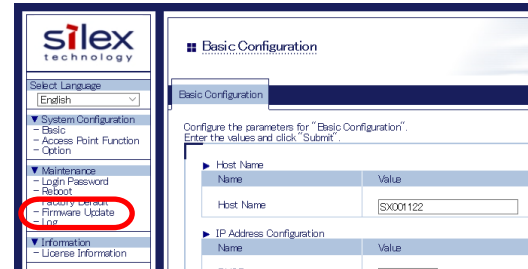 silex
technology
Select Language
English
▼ System Configuration
− Basic
− Access Point Function
− Option
▼ Maintenance
− Login Password
− Reboot
− Factory Default
− Firmware Update
− Log
▼ Information
− License Information
Basic Configuration
Basic Configuration
Configure the parameters for "Basic Configuration".
Enter the values and click "Submit".
▶ Host Name
Name Value
Host Name SX001122
▶ IP Address Configuration
Name Value